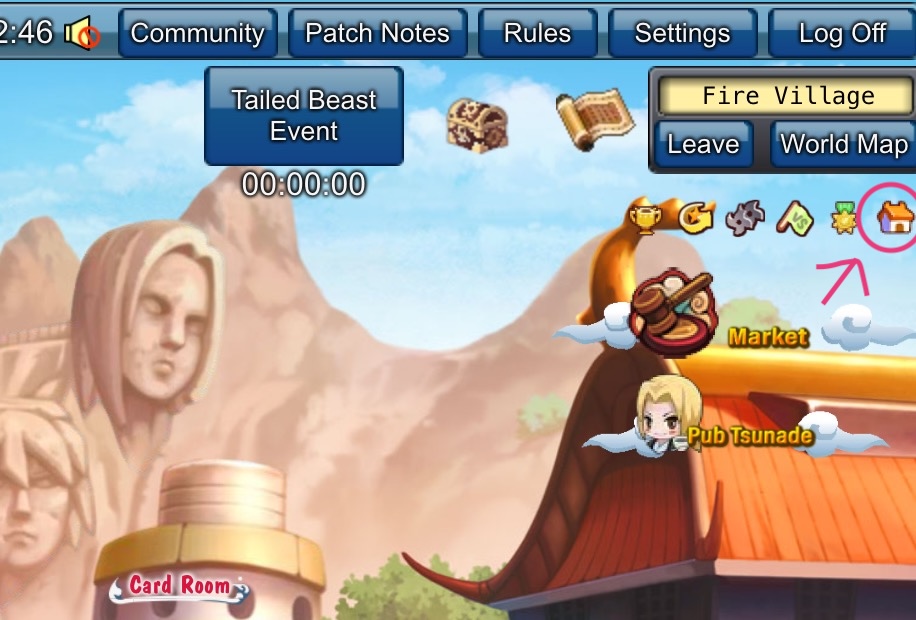 2:46
Community
Patch Notes
Rules
Settings
Log Off
Tailed Beast
Event
00:00:00
Fire Village
Leave
World Map
VS
Market
Pub Tsunade
Card Room